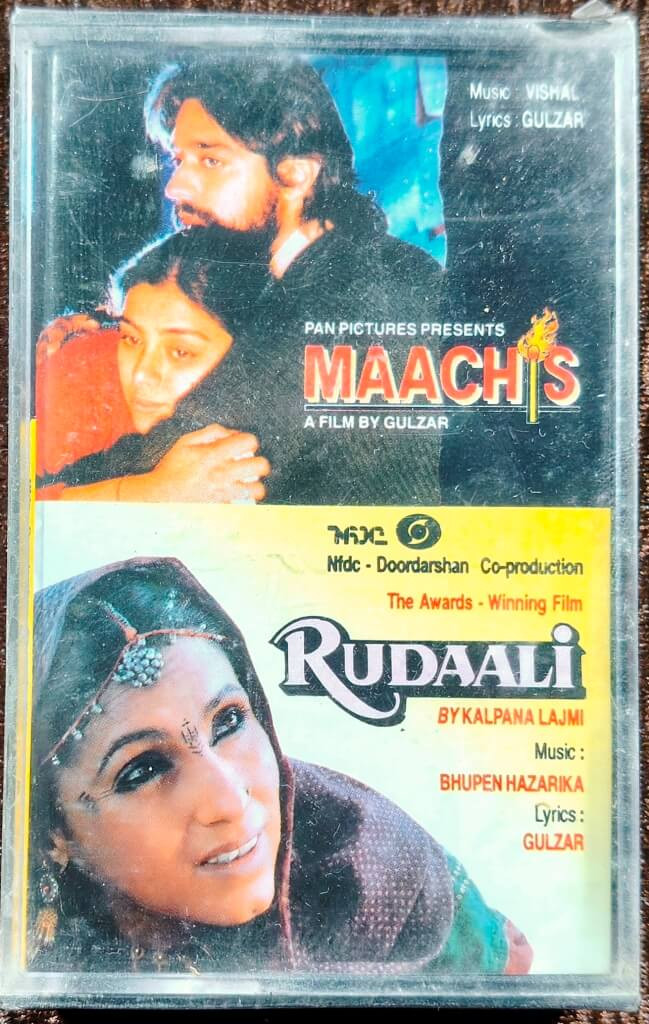 Music : VISHAL
Lyrics : GULZAR
PAN PICTURES PRESENTS
MAACHIS
A FILM BY GULZAR
Nfdc - Doordarshan Co-production
The Awards - Winning Film
RUDAALI
BY KALPANA LAJMI
Music :
BHUPEN HAZARIKA
Lyrics :
GULZAR